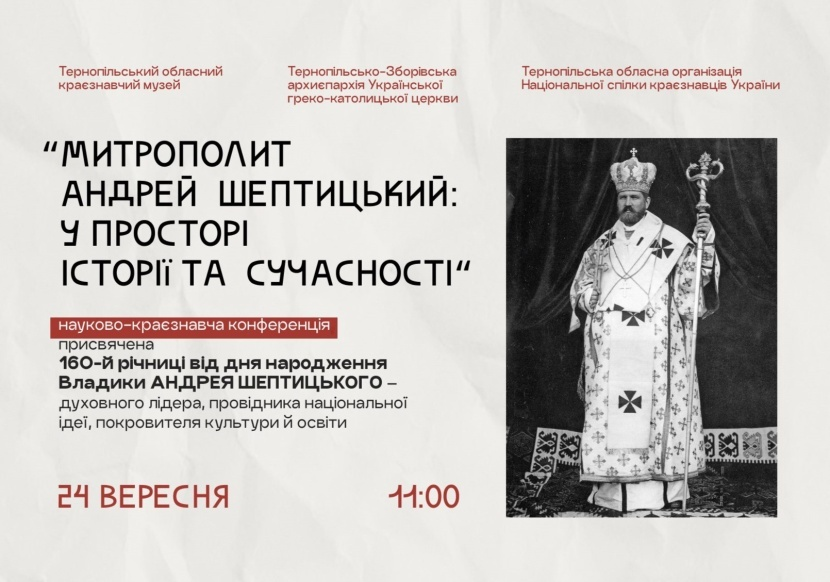 Тернопільський обласний
краєзнавчий музей
Тернопільсько-Зборівська
архиєпархія Української
греко-католицької церкви
Тернопільська обласна організація
Національної спілки краєзнавців України
“МИТРОПОЛИТ
АНДРЕЙ ШЕПТИЦЬКИЙ:
У ПРОСТОРІ
ІСТОРІЇ ТА СУЧАСНОСТІ“
науково-краєзнавча конференція
присвячена
160-й річниці від дня народження
Владики АНДРЕЯ ШЕПТИЦЬКОГО –
духовного лідера, провідника національної
ідеї, покровителя культури й освіти
24 ВЕРЕСНЯ
11:00